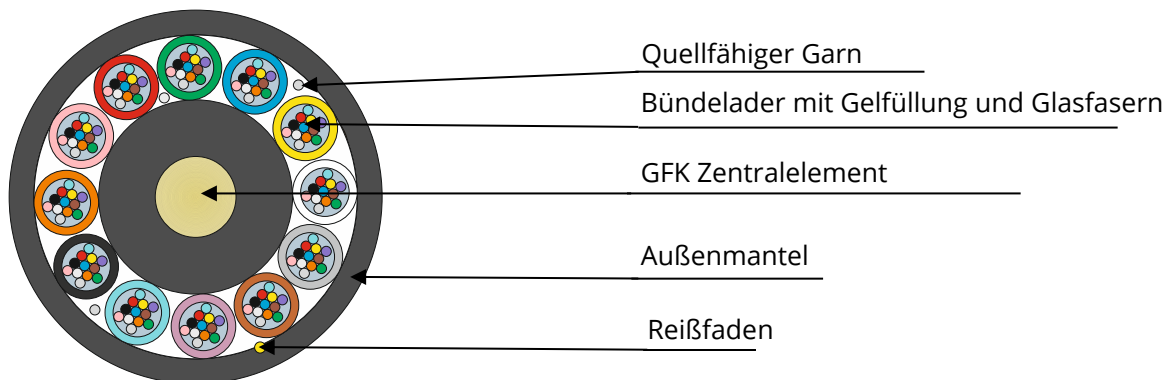 Quellfähiger Garn
Bündelader mit Gelfüllung und Glasfasern
GFK Zentralelement
Außenmantel
Reißfaden